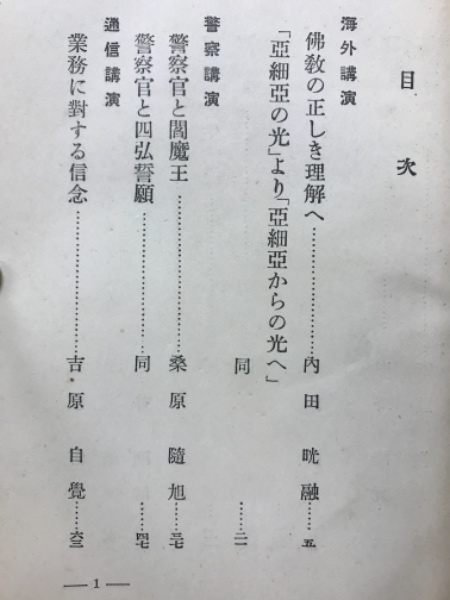 目次
海外講演
佛敎の正しき理解へ……………………內田晄融……五
「亞細亞の光」より「亞細亞からの光へ」
同……二一
警察講演
警察官と閻魔王……………………桑原隨旭……三七
警察官と四弘誓願……………………同……四七
通信講演
業務に對する信念……………………吉原自覺……六三
— 1 —